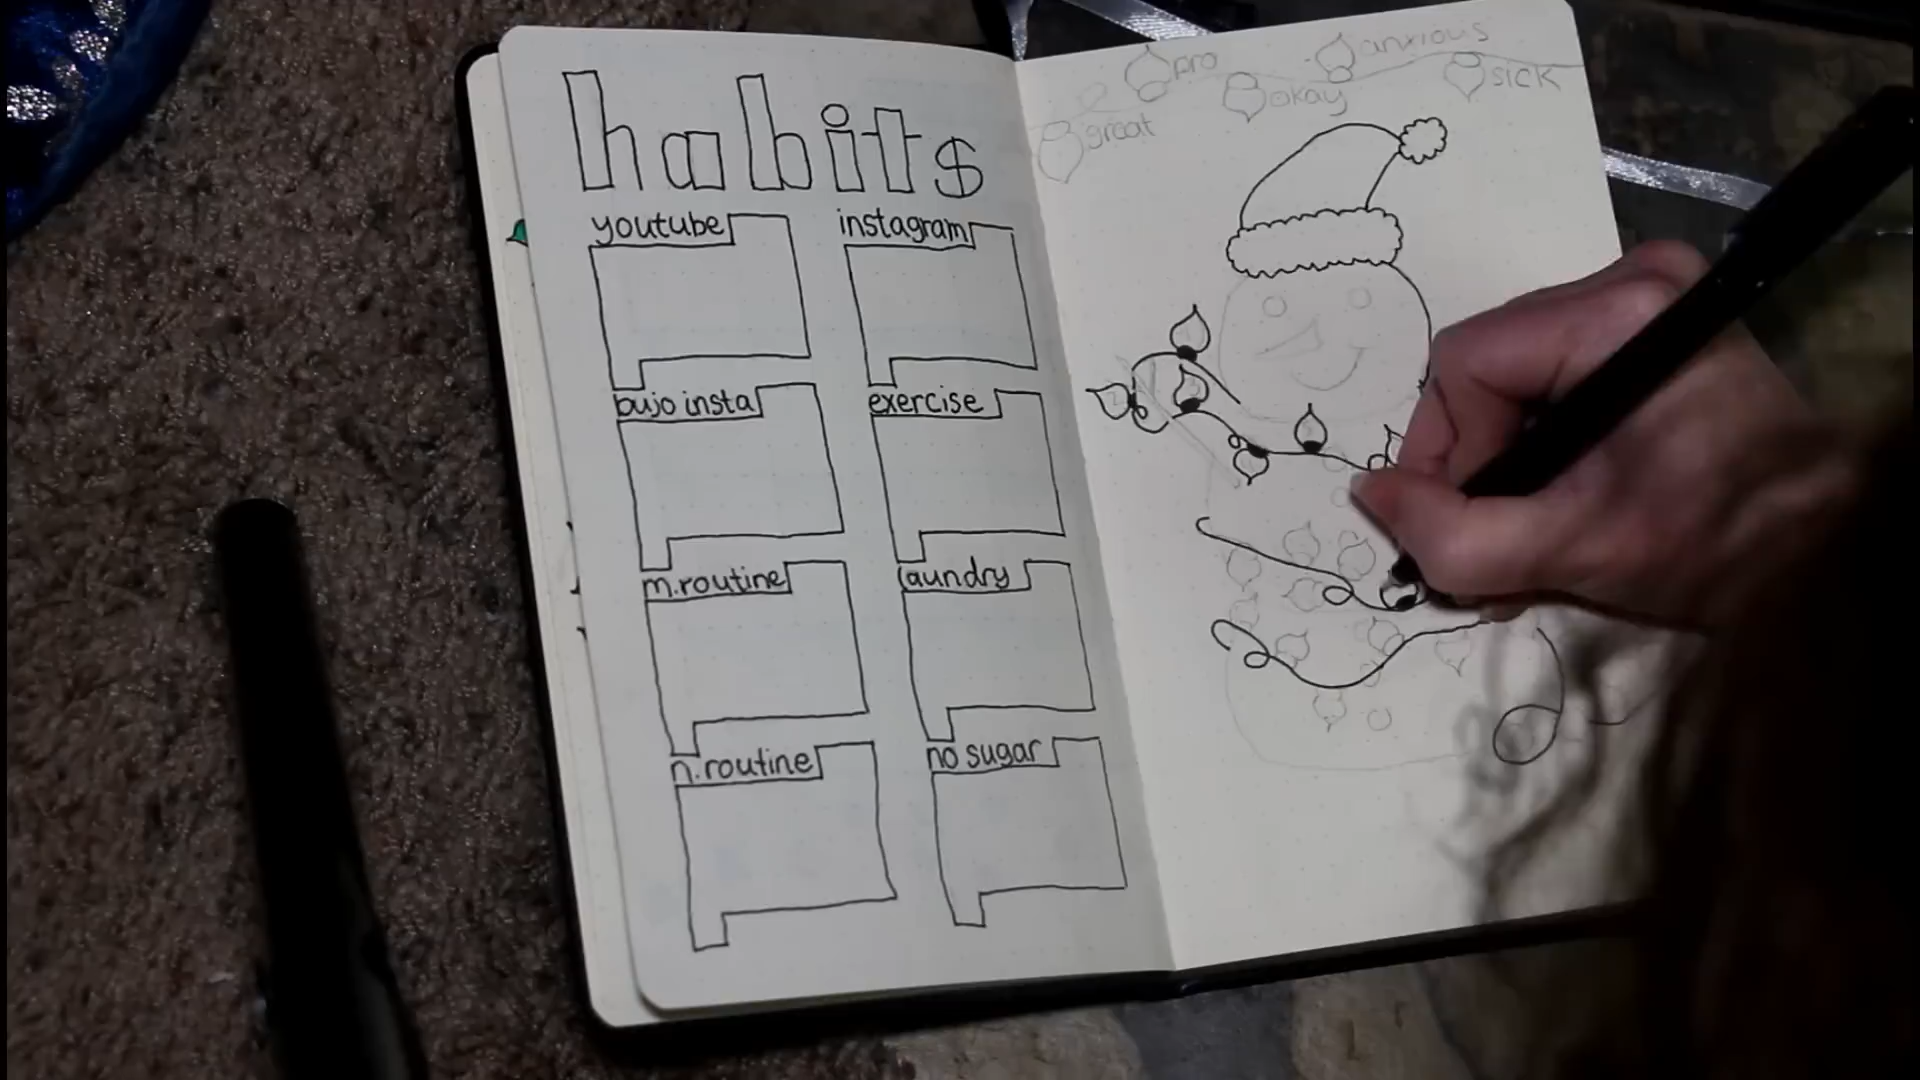 habits
youtube
instagram
bujo insta
exercise
m.routine
laundry
n.routine
no sugar
great
pro
okay
anxious
sick